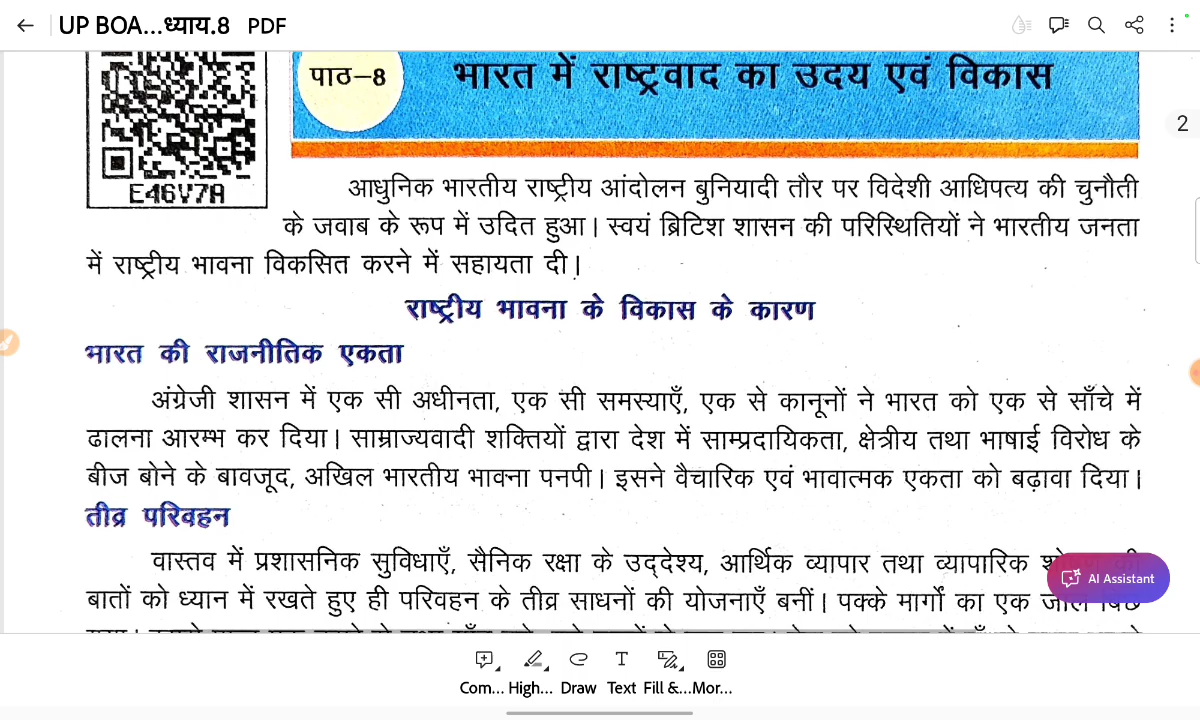 UP BOA...ध्याय.8 PDF
2
पाठ–8
भारत में राष्ट्रवाद का उदय एवं विकास
E46V7A
आधुनिक भारतीय राष्ट्रीय आंदोलन बुनियादी तौर पर विदेशी आधिपत्य की चुनौती
के जवाब के रूप में उदित हुआ। स्वयं ब्रिटिश शासन की परिस्थितियों ने भारतीय जनता
में राष्ट्रीय भावना विकसित करने में सहायता दी।
राष्ट्रीय भावना के विकास के कारण
भारत की राजनीतिक एकता
अंग्रेजी शासन में एक सी अधीनता, एक सी समस्याएँ, एक से कानूनों ने भारत को एक से साँचे में
ढालना आरम्भ कर दिया। साम्राज्यवादी शक्तियों द्वारा देश में साम्प्रदायिकता, क्षेत्रीय तथा भाषाई विरोध के
बीज बोने के बावजूद, अखिल भारतीय भावना पनपी। इसने वैचारिक एवं भावात्मक एकता को बढ़ावा दिया।
तीव्र परिवहन
वास्तव में प्रशासनिक सुविधाएँ, सैनिक रक्षा के उद्देश्य, आर्थिक व्यापार तथा व्यापारिक
बातों को ध्यान में रखते हुए ही परिवहन के तीव्र साधनों की योजनाएँ बनीं। पक्के मार्गों का एक
AI Assistant
Com... High... Draw Text Fill &...Mor...